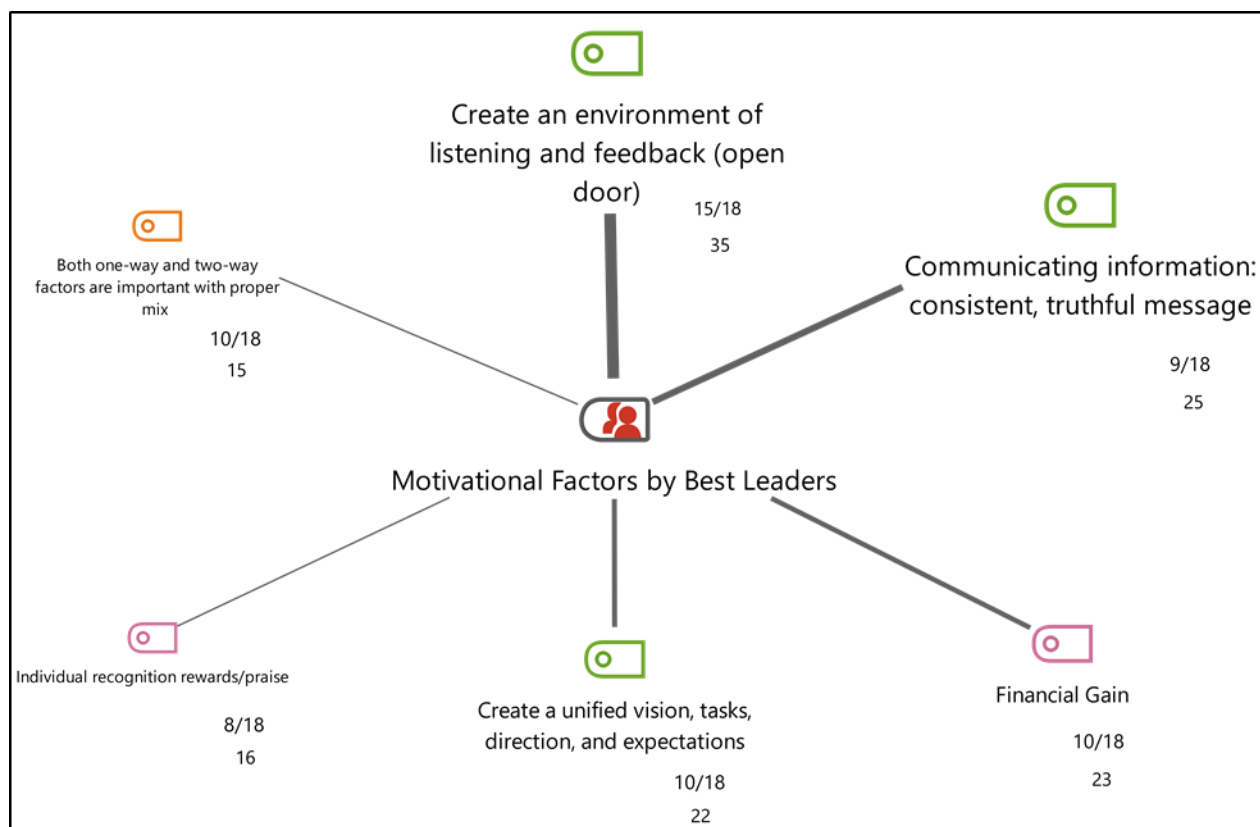 Create an environment of
listening and feedback (open
door)
15/18
35
Communicating information:
consistent, truthful message
9/18
25
Both one-way and two-way
factors are important with proper
mix
10/18
15
Motivational Factors by Best Leaders
Individual recognition rewards/praise
8/18
16
Create a unified vision, tasks,
direction, and expectations
10/18
22
Financial Gain
10/18
23